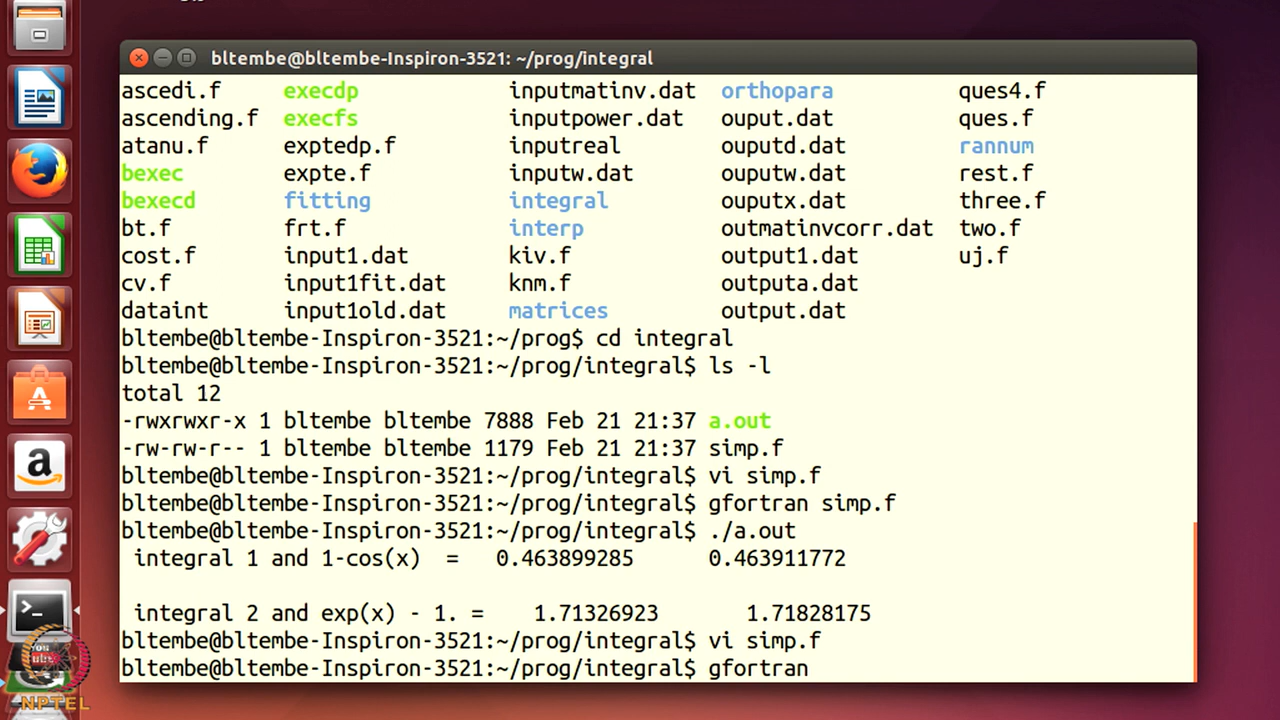 bltembe@bltembe-Inspiron-3521: ~/prog/integral
ascedi.f execdp inputmatinv.dat orthopara ques4.f
ascending.f execfs inputpower.dat ouput.dat ques.f
atanu.f exptedp.f inputreal ouputd.dat rannum
bexec expte.f inputw.dat ouputw.dat rest.f
bexecd fitting integral ouputx.dat three.f
bt.f frt.f interp outmatinvcorr.dat two.f
cost.f input1.dat kiv.f output1.dat uj.f
cv.f input1fit.dat knm.f outputa.dat
dataint input1old.dat matrices output.dat
bltembe@bltembe-Inspiron-3521:~/prog$ cd integral
bltembe@bltembe-Inspiron-3521:~/prog/integral$ ls -l
total 12
-rwxrwxr-x 1 bltembe bltembe 7888 Feb 21 21:37 a.out
-rw-rw-r-- 1 bltembe bltembe 1179 Feb 21 21:37 simp.f
bltembe@bltembe-Inspiron-3521:~/prog/integral$ vi simp.f
bltembe@bltembe-Inspiron-3521:~/prog/integral$ gfortran simp.f
bltembe@bltembe-Inspiron-3521:~/prog/integral$ ./a.out
integral 1 and 1-cos(x) = 0.463899285 0.463911772
integral 2 and exp(x) - 1. = 1.71326923 1.71828175
bltembe@bltembe-Inspiron-3521:~/prog/integral$ vi simp.f
bltembe@bltembe-Inspiron-3521:~/prog/integral$ gfortran
NPTEL